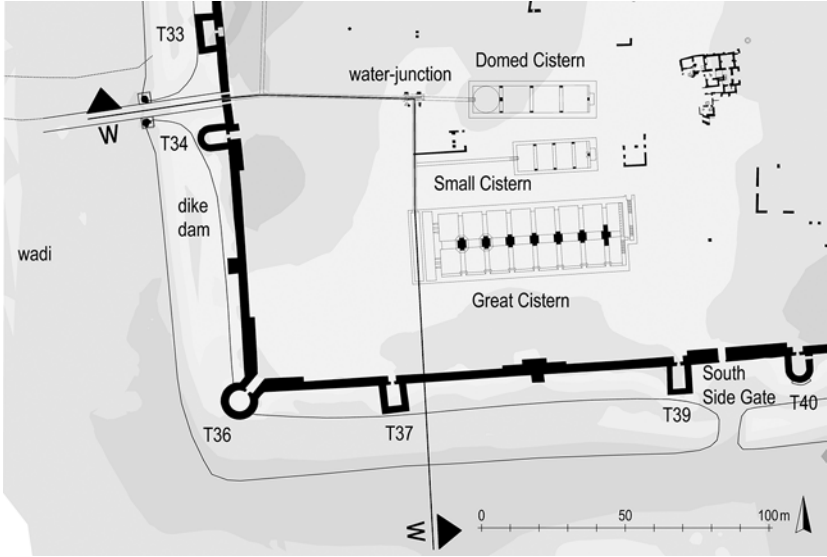 T33
Domed Cistern
water-junction
W
T34
Small Cistern
dike
dam
wadi
Great Cistern
South
Side Gate
T36
T37
T39
T40
W
0
50
100 m